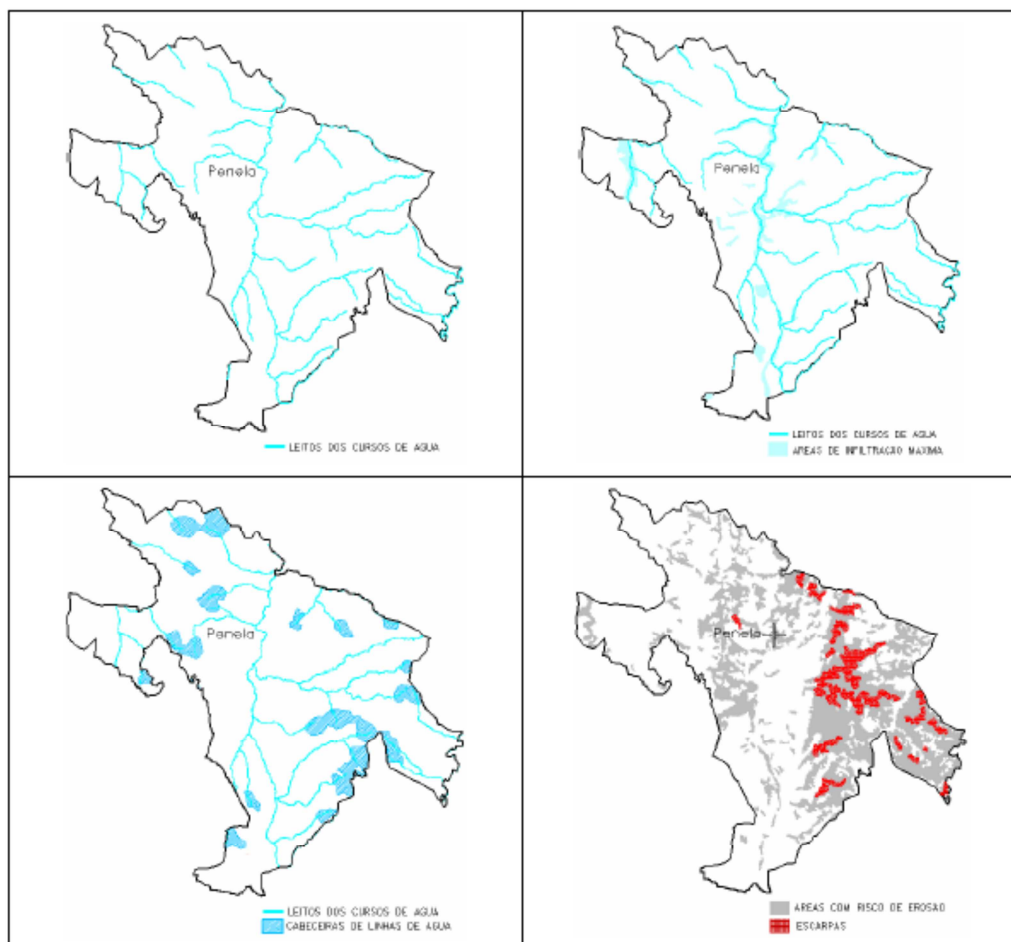 Penela
LEITOS DOS CURSOS DE AGUA
Penela
LEITOS DOS CURSOS DE AGUA
AREAS DE INFILTRAÇAO MAXIMA
Penela
LEITOS DOS CURSOS DE AGUA
CABECEIRAS DE LINHAS DE AGUA
Penela
AREAS COM RISCO DE EROSAO
ESCARPAS